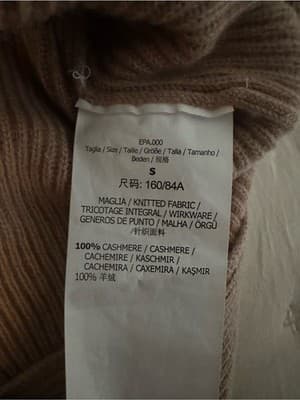 EPA.000
Taglia / Size / Taille / Größe / Talla / Tamanho /
Beden / 规格
S
尺码: 160/84A
MAGLIA / KNITTED FABRIC /
TRICOTAGE INTEGRAL / WIRKWARE /
GENEROS DE PUNTO / MALHA / ÖRGÜ
/针织面料
100% CASHMERE / CASHMERE /
CACHEMIRE / KASCHMIR /
CACHEMIRA / CAXEMIRA / KAŞMIR
100% 羊绒